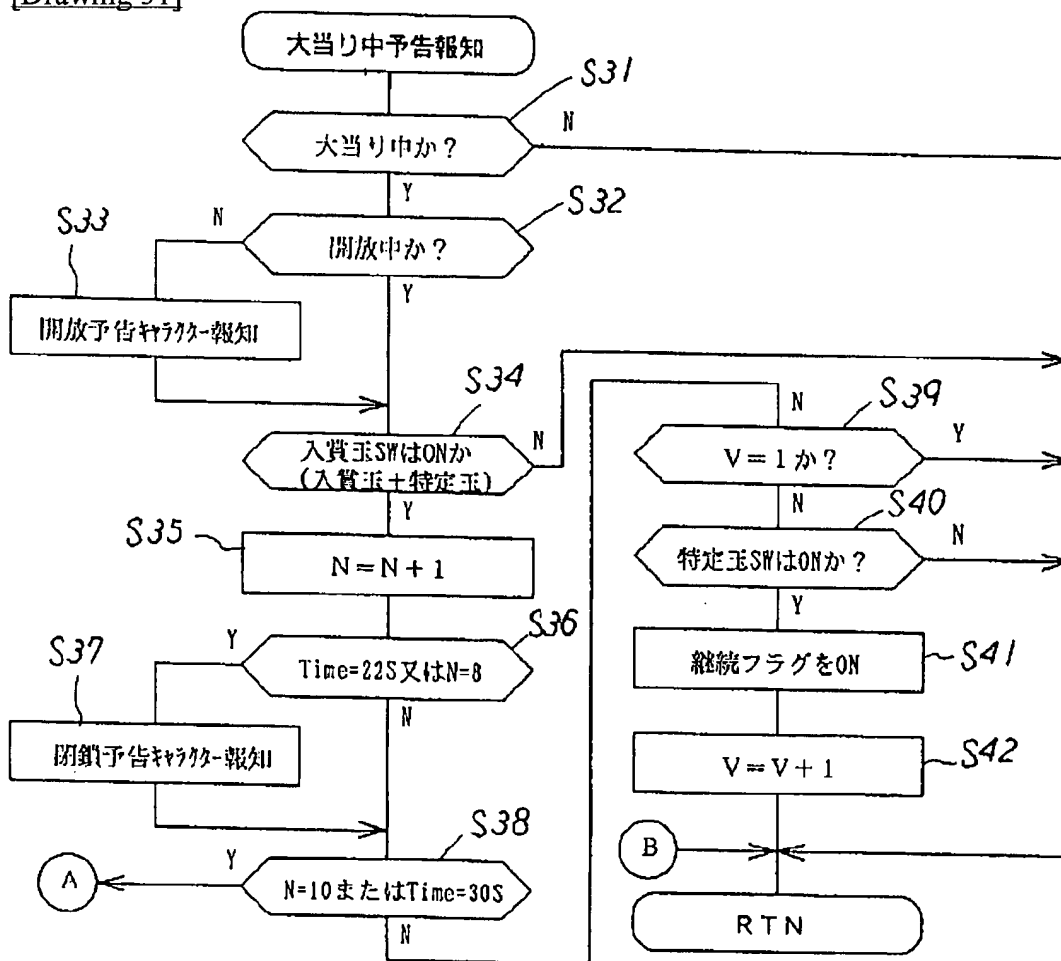 [Drawing 31]
大当り中予告報知
S31
大当り中か？
N
Y
S32
開放中か？
N
Y
S33
開放予告キャラクター報知
S34
入賞玉SWはONか
(入賞玉＋特定玉)
N
Y
S35
N＝N＋1
S36
Time=22S又はN=8
Y
N
S37
閉鎖予告キャラクター報知
S38
N=10またはTime=30S
Y
N
A
N
S39
V＝1か？
Y
N
S40
特定玉SWはONか？
N
Y
継続フラグをON
S41
V＝V＋1
S42
B
RTN